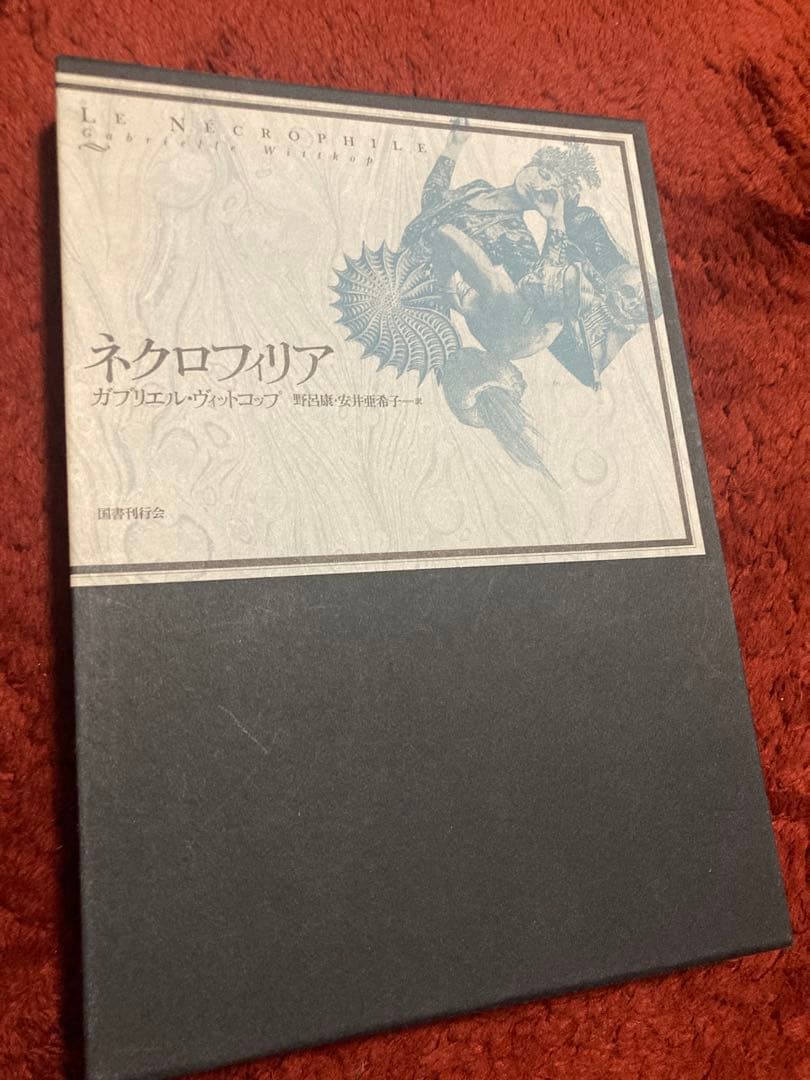 LE NÉCROPHILE
Gabrielle Wittkop
ネクロフィリア
ガブリエル・ヴィットコップ 野呂康・安井亜希子─訳
国書刊行会